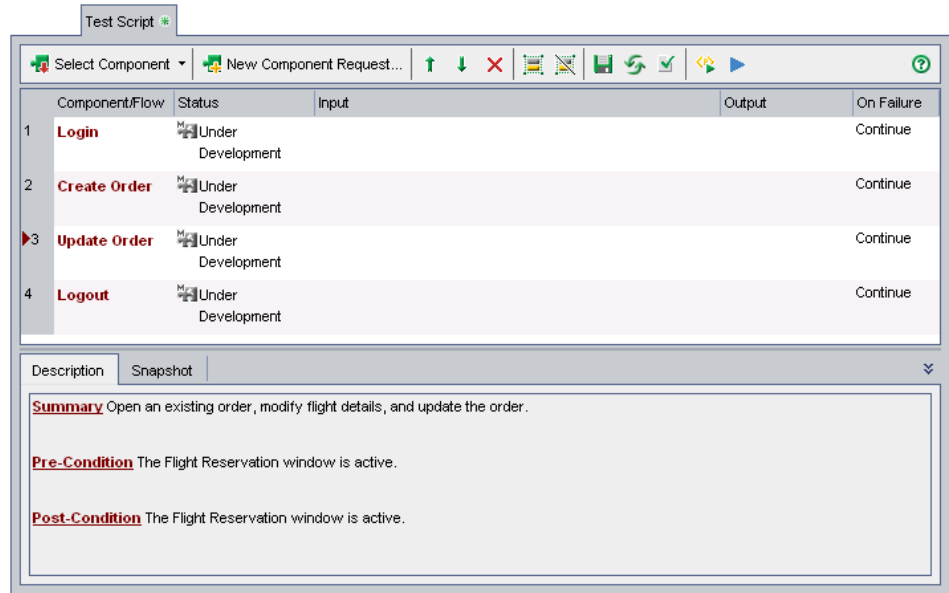 Test Script
Select Component New Component Request...
Component/Flow Status Input Output On Failure
1 Login Under Continue
Development
2 Create Order Under Continue
Development
3 Update Order Under Continue
Development
4 Logout Under Continue
Development
Description Snapshot
Summary Open an existing order, modify flight details, and update the order.
Pre-Condition The Flight Reservation window is active.
Post-Condition The Flight Reservation window is active.